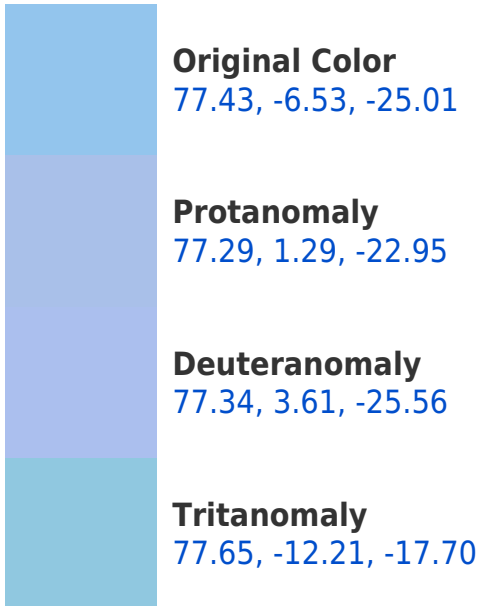 Original Color
77.43, -6.53, -25.01
Protanomaly
77.29, 1.29, -22.95
Deuteranomaly
77.34, 3.61, -25.56
Tritanomaly
77.65, -12.21, -17.70